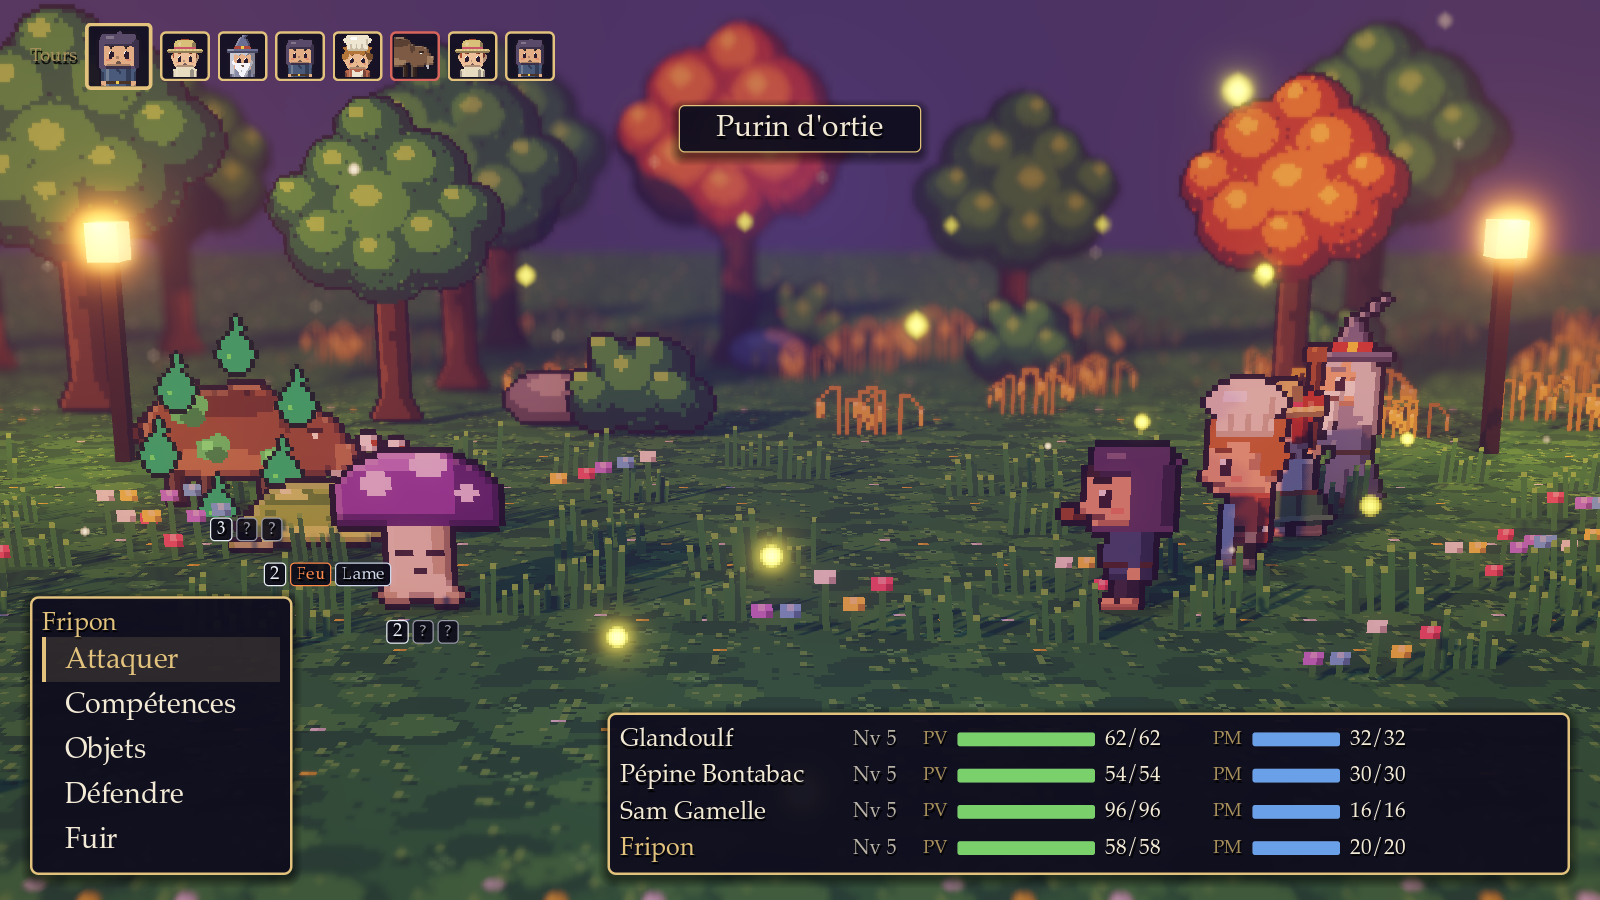 Tours
Purin d'ortie
3 ? ?
2 Feu Lame
2 ? ?
Fripon
Attaquer
Compétences
Objets
Défendre
Fuir
Glandoulf Nv 5 PV 62/62 PM 32/32
Pépine Bontabac Nv 5 PV 54/54 PM 30/30
Sam Gamelle Nv 5 PV 96/96 PM 16/16
Fripon Nv 5 PV 58/58 PM 20/20